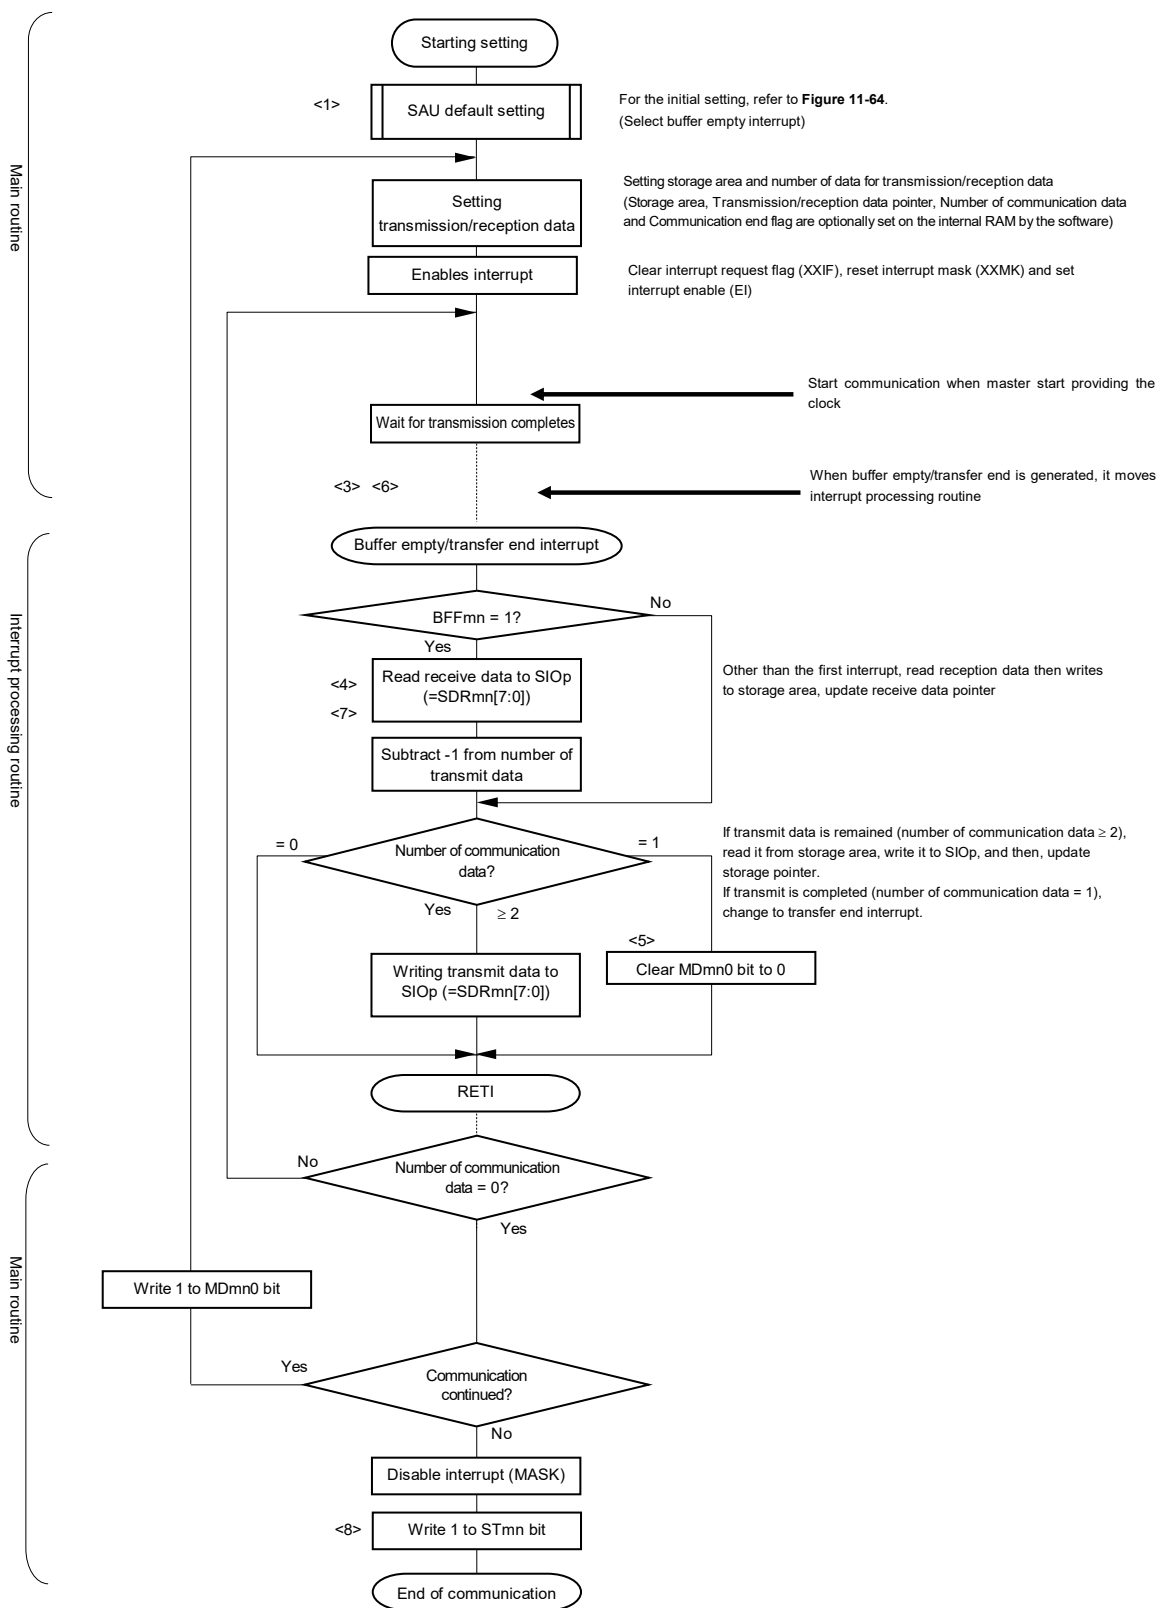 Starting setting
<1>
SAU default setting
For the initial setting, refer to Figure 11-64.
(Select buffer empty interrupt)
Main routine
Setting
transmission/reception data
Setting storage area and number of data for transmission/reception data
(Storage area, Transmission/reception data pointer, Number of communication data
and Communication end flag are optionally set on the internal RAM by the software)
Enables interrupt
Clear interrupt request flag (XXIF), reset interrupt mask (XXMK) and set
interrupt enable (EI)
Start communication when master start providing the
clock
Wait for transmission completes
<3> <6>
When buffer empty/transfer end is generated, it moves
interrupt processing routine
Buffer empty/transfer end interrupt
Interrupt processing routine
BFFmn = 1?
No
Yes
<4>
<7>
Read receive data to SIOp
(=SDRmn[7:0])
Other than the first interrupt, read reception data then writes
to storage area, update receive data pointer
Subtract -1 from number of
transmit data
= 0
Number of communication
data?
= 1
Yes
≥ 2
If transmit data is remained (number of communication data ≥ 2),
read it from storage area, write it to SIOp, and then, update
storage pointer.
If transmit is completed (number of communication data = 1),
change to transfer end interrupt.
<5>
Writing transmit data to
SIOp (=SDRmn[7:0])
Clear MDmn0 bit to 0
RETI
No
Number of communication
data = 0?
Yes
Main routine
Write 1 to MDmn0 bit
Yes
Communication
continued?
No
Disable interrupt (MASK)
<8>
Write 1 to STmn bit
End of communication